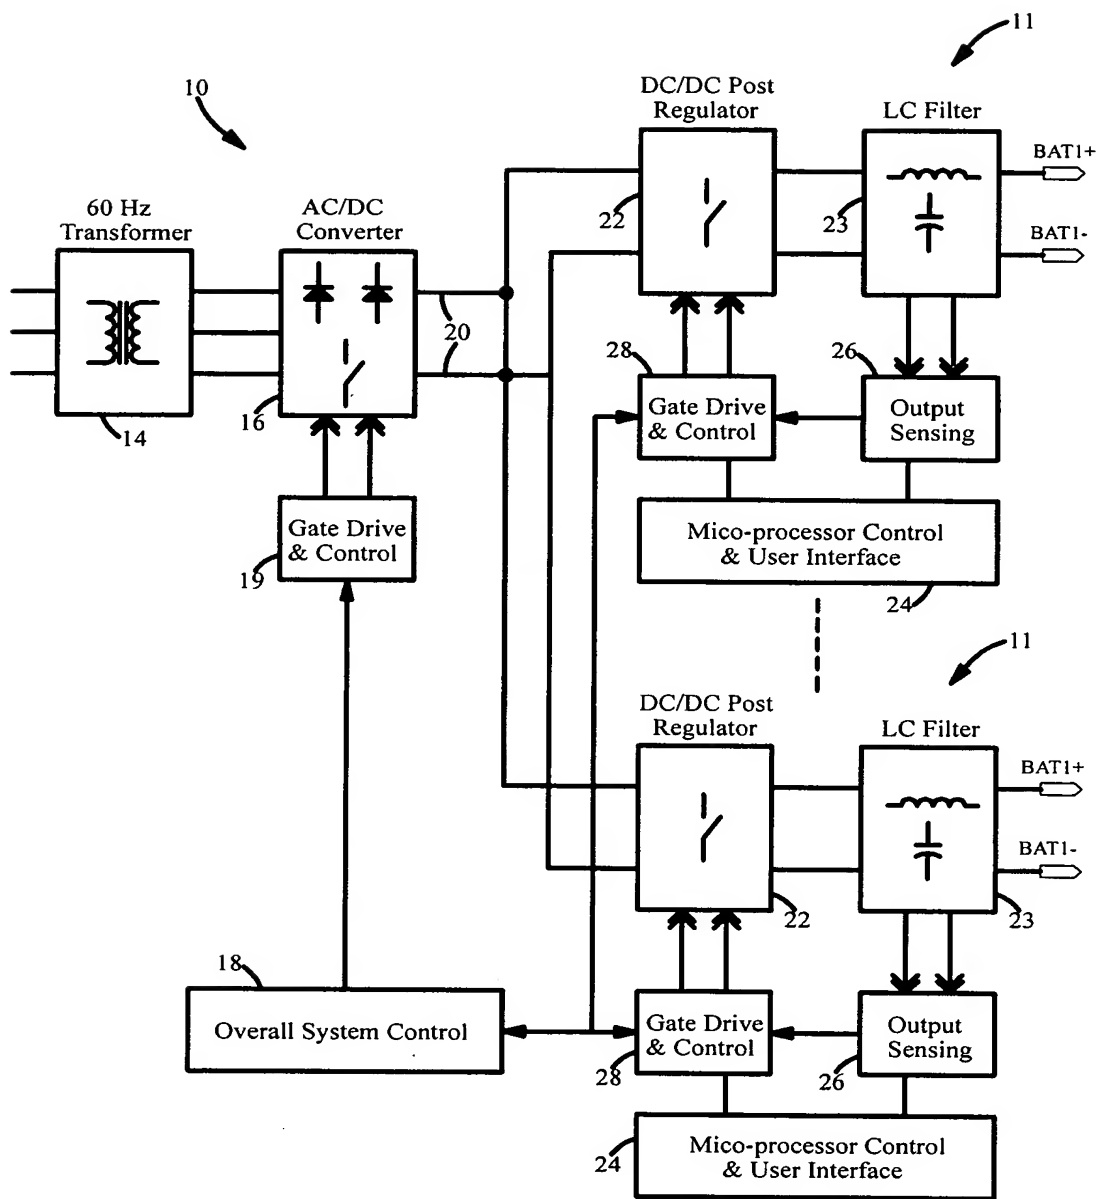 11
10
DC/DC Post
Regulator
LC Filter
BAT1+
22
23
BAT1-
60 Hz
Transformer
AC/DC
Converter
20
14
16
28
26
Gate Drive
& Control
Output
Sensing
Gate Drive
& Control
19
Mico-processor Control
& User Interface
24
11
DC/DC Post
Regulator
LC Filter
BAT1+
BAT1-
22
23
18
Overall System Control
Gate Drive
& Control
Output
Sensing
28
26
24
Mico-processor Control
& User Interface